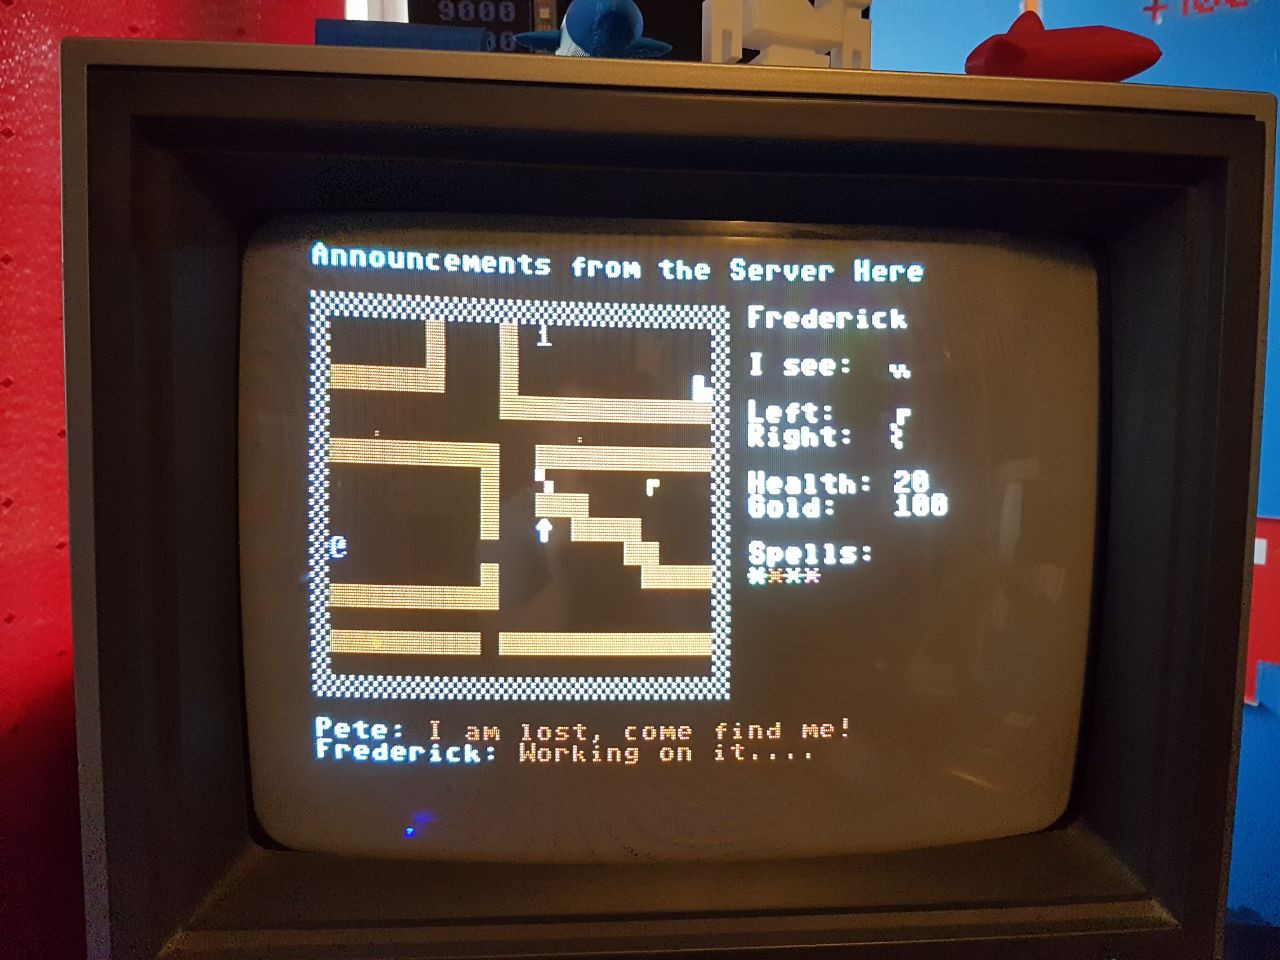 9000
Announcements from the Server Here
Frederick
I see:
Left:
Right:
Health: 20
Gold: 100
Spells:
****
Pete: I am lost, come find me!
Frederick: Working on it....